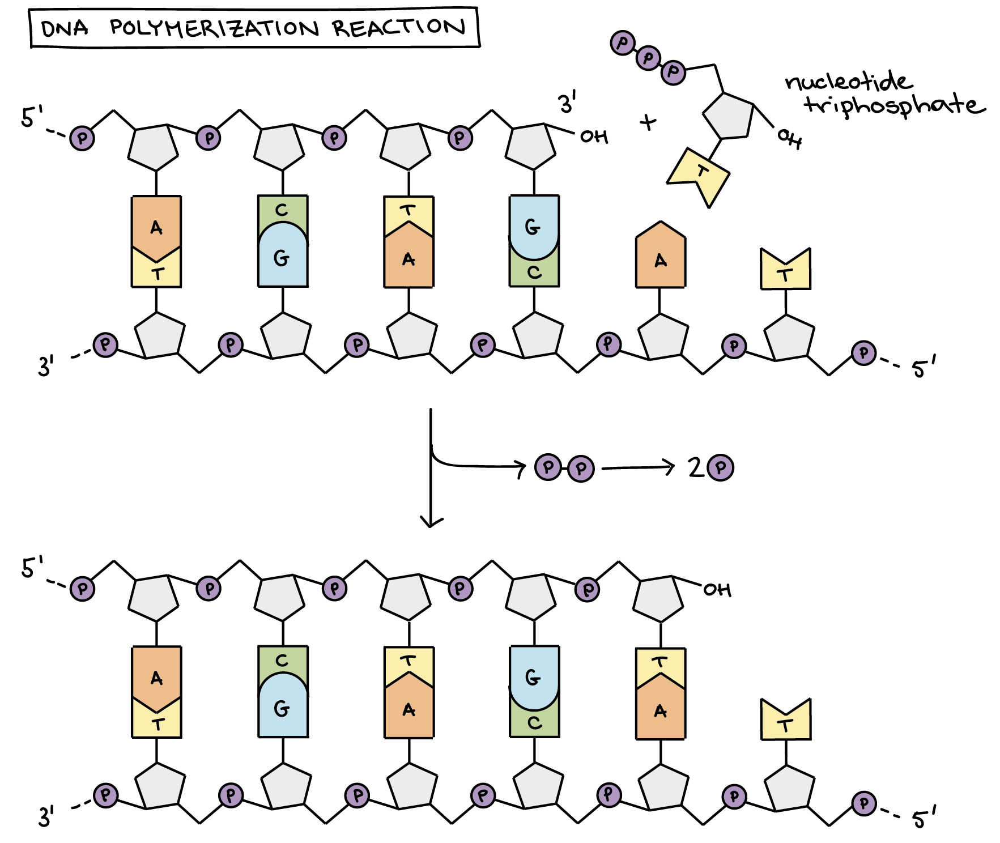 DNA POLYMERIZATION REACTION
P
P
P
nucleotide
triphosphate
5' P P P P OH 3' +
OH
T
A C T G
T G A C A T
3' P P P P P P P 5'
P P 2 P
5' P P P P P OH
A C T G T
T G A C A T
3' P P P P P P P 5'